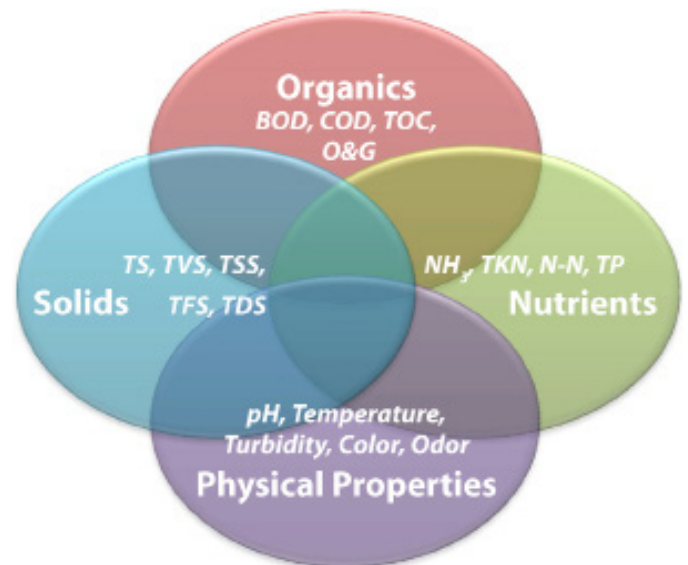 Organics
BOD, COD, TOC,
O&G
TS, TVS, TSS,
Solids TFS, TDS
NH3, TKN, N-N, TP
Nutrients
pH, Temperature,
Turbidity, Color, Odor
Physical Properties